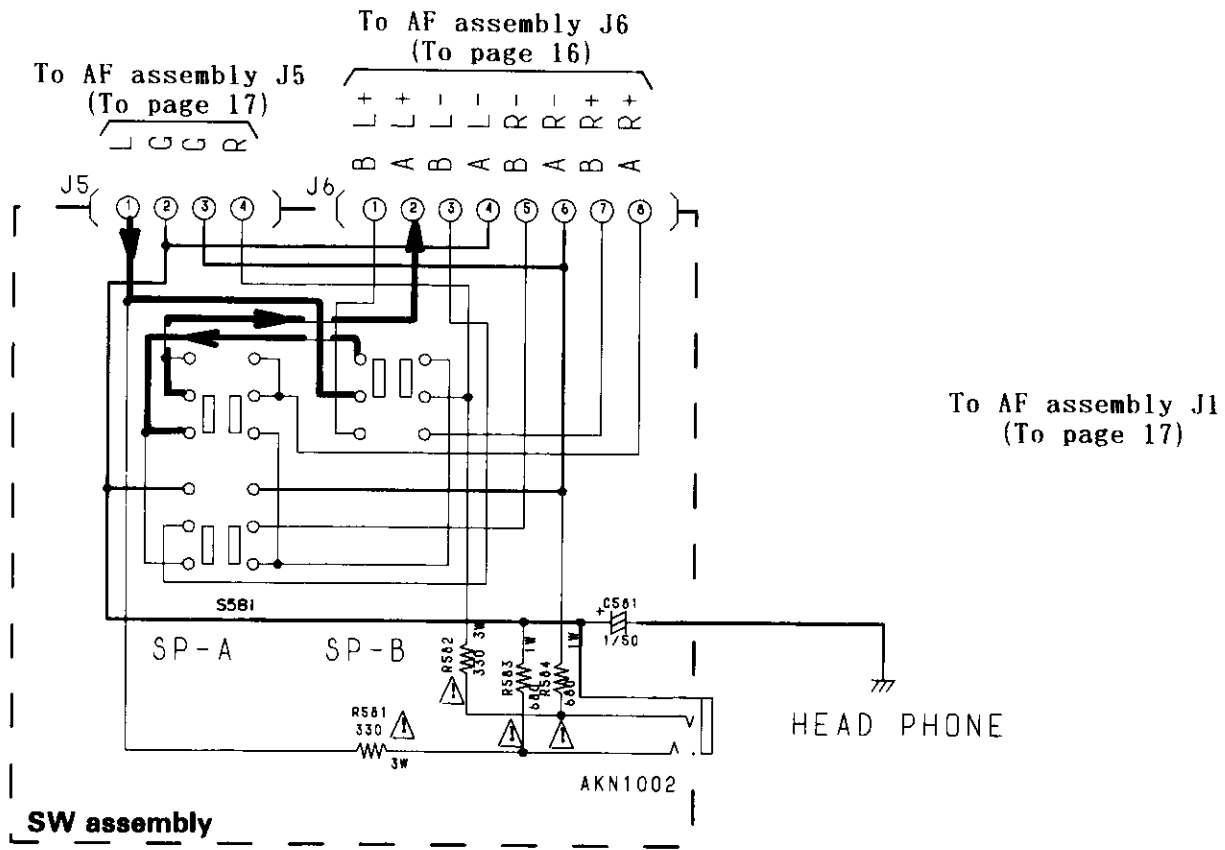 To AF assembly J6
(To page 16)
To AF assembly J5
(To page 17)
L G G R
B L+
A L+
B L-
A L-
B R-
A R-
B R+
A R+
J5 1 2 3 4
J6 1 2 3 4 5 6 7 8
To AF assembly J1
(To page 17)
S581
SP-A
SP-B
R582
330
3W
R583
680
1W
R584
680
1W
+ C581
1/50
R581
330
3W
HEAD PHONE
AKN1002
SW assembly